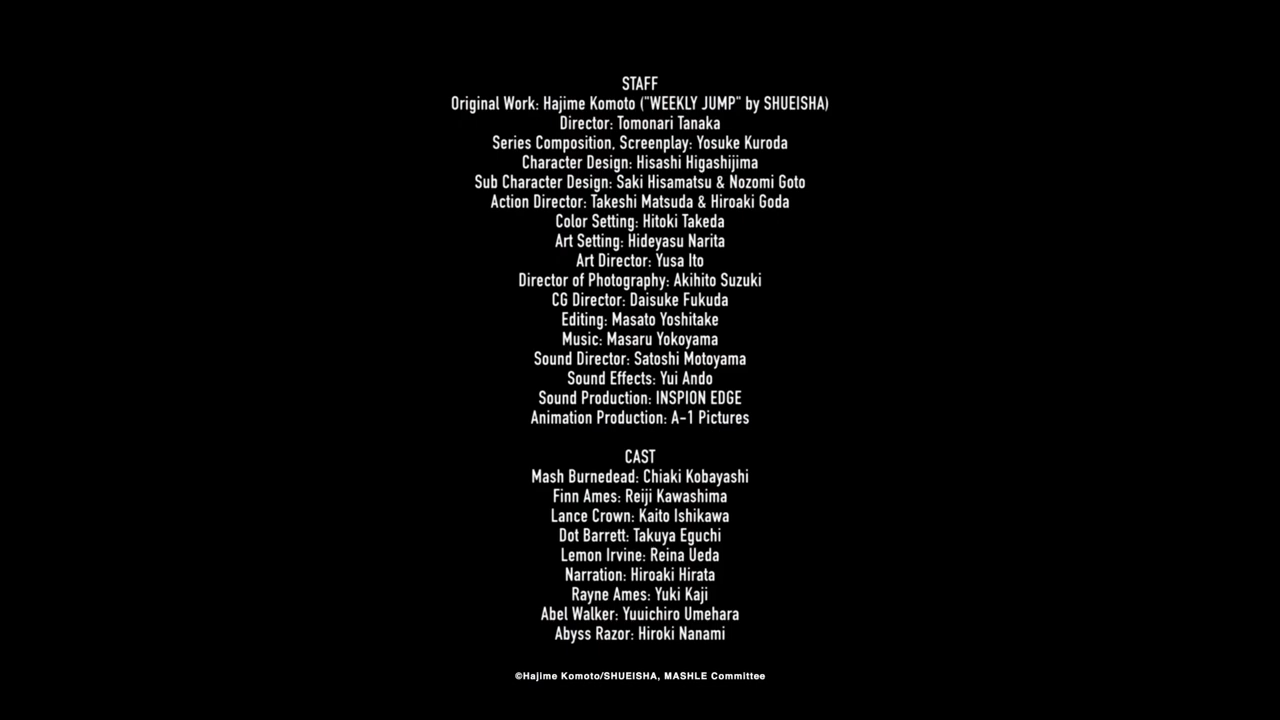 STAFF
Original Work: Hajime Komoto ("WEEKLY JUMP" by SHUEISHA)
Director: Tomonari Tanaka
Series Composition, Screenplay: Yosuke Kuroda
Character Design: Hisashi Higashijima
Sub Character Design: Saki Hisamatsu & Nozomi Goto
Action Director: Takeshi Matsuda & Hiroaki Goda
Color Setting: Hitoki Takeda
Art Setting: Hideyasu Narita
Art Director: Yusa Ito
Director of Photography: Akihito Suzuki
CG Director: Daisuke Fukuda
Editing: Masato Yoshitake
Music: Masaru Yokoyama
Sound Director: Satoshi Motoyama
Sound Effects: Yui Ando
Sound Production: INSPION EDGE
Animation Production: A-1 Pictures
CAST
Mash Burnedead: Chiaki Kobayashi
Finn Ames: Reiji Kawashima
Lance Crown: Kaito Ishikawa
Dot Barrett: Takuya Eguchi
Lemon Irvine: Reina Ueda
Narration: Hiroaki Hirata
Rayne Ames: Yuki Kaji
Abel Walker: Yuuichiro Umehara
Abyss Razor: Hiroki Nanami
©Hajime Komoto/SHUEISHA, MASHLE Committee